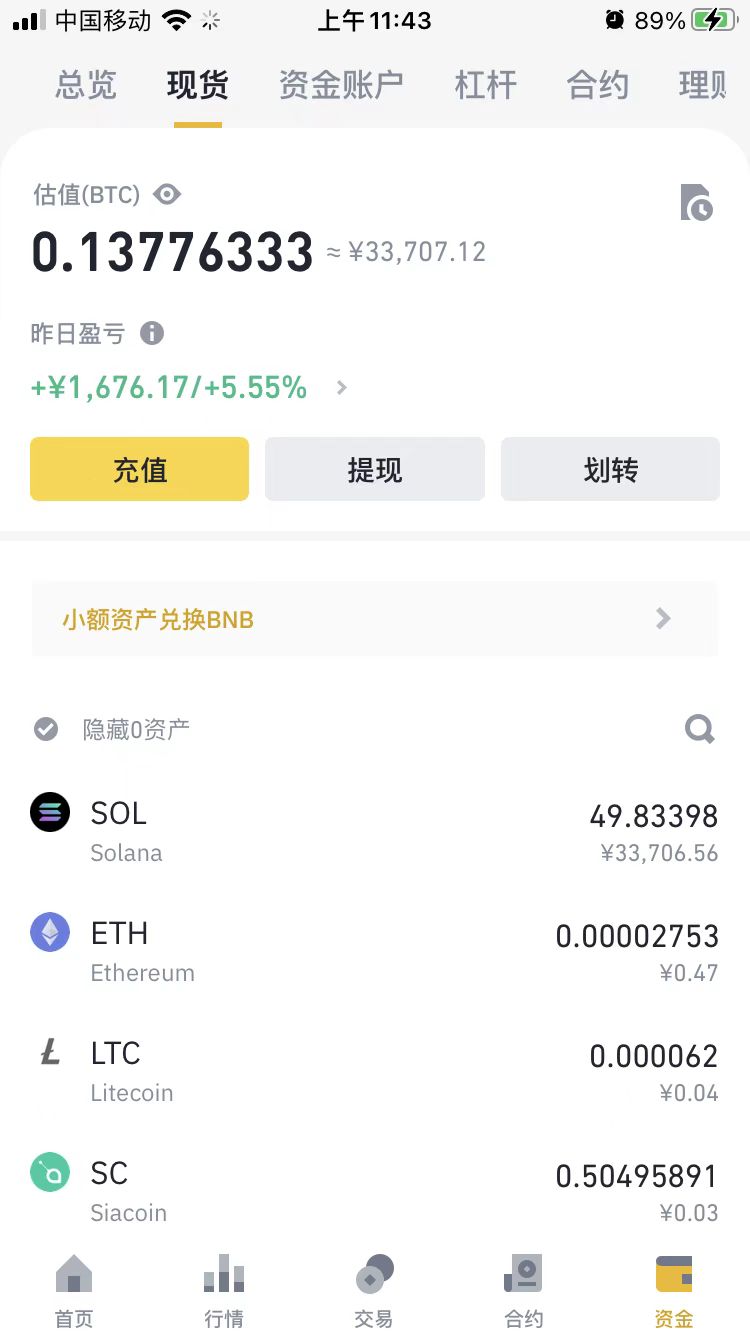 中国移动 上午11:43 89%
总览 现货 资金账户 杠杆 合约 理财
估值(BTC)
0.13776333 ≈ ¥33,707.12
昨日盈亏
+¥1,676.17/+5.55%
充值 提现 划转
小额资产兑换BNB
隐藏0资产
SOL 49.83398
Solana ¥33,706.56
ETH 0.00002753
Ethereum ¥0.47
LTC 0.000062
Litecoin ¥0.04
SC 0.50495891
Siacoin ¥0.03
首页 行情 交易 合约 资金